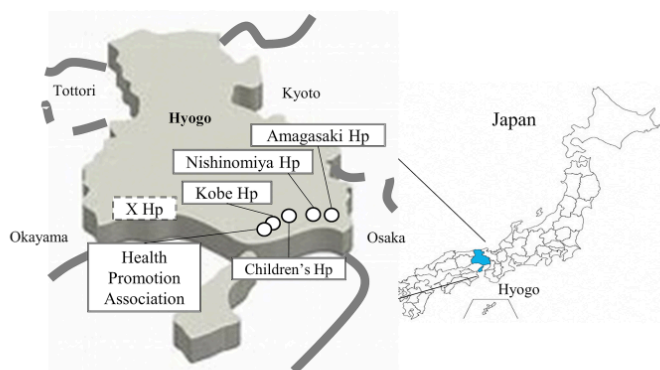 Tottori
Kyoto
Hyogo
Amagasaki Hp
Nishinomiya Hp
Kobe Hp
X Hp
Okayama
Osaka
Health
Promotion
Association
Children's Hp
Japan
Hyogo